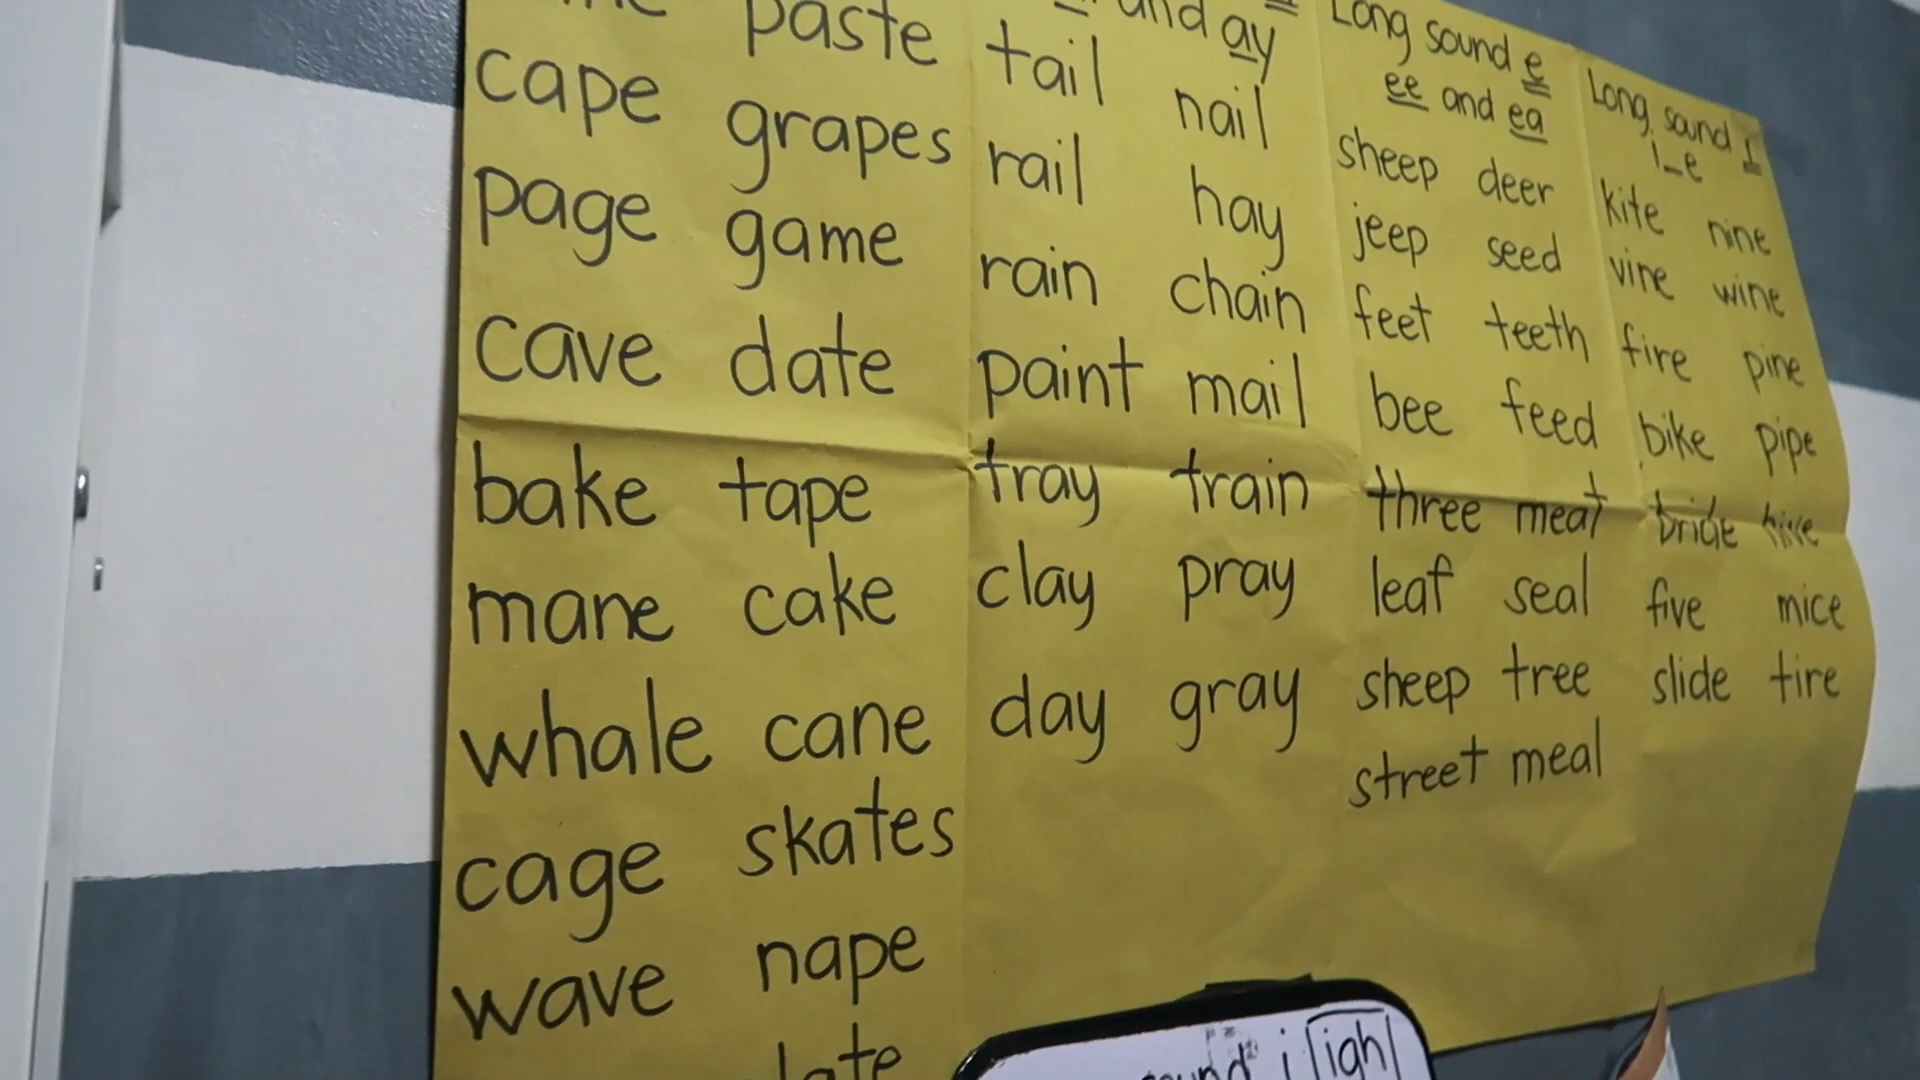 paste
cape grapes
page game
cave date
bake tape
mane cake
whale cane
cage skates
wave nape
and ay
tail nail
rail hay
rain chain
paint mail
tray train
clay pray
day gray
Long sound e
ee and ea
sheep deer
jeep seed
feet teeth
bee feed
three meat
leaf seal
sheep tree
street meal
Long sound i
i_e
kite nine
vine wine
fire pine
bike pipe
bride hive
five mice
slide tire
sound i igh